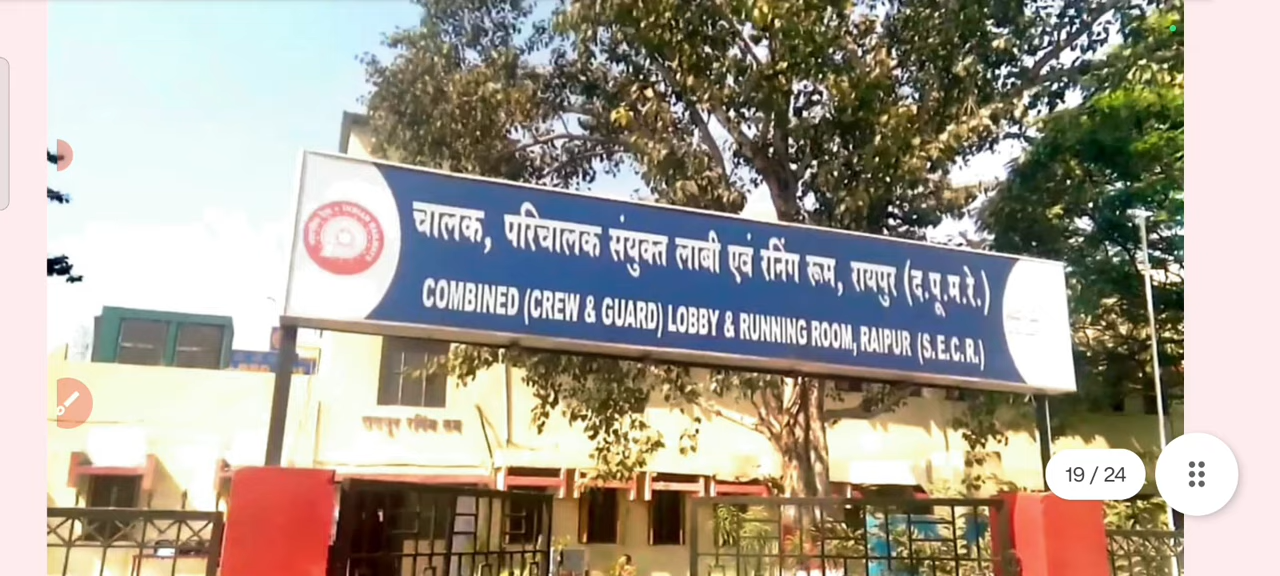 चालक, परिचालक संयुक्त लाबी एवं रनिंग रूम, रायपुर (द.पू.म.रे.)
COMBINED (CREW & GUARD) LOBBY & RUNNING ROOM, RAIPUR (S.E.C.R.)
रायपुर रनिंग रूम
19 / 24